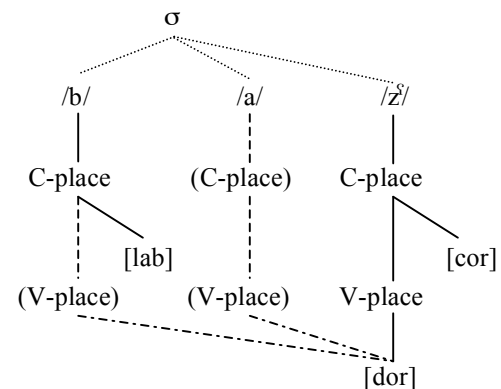 σ
/b/ /a/ /zˤ/
C-place (C-place) C-place
[lab] [cor]
(V-place) (V-place) V-place
[dor]